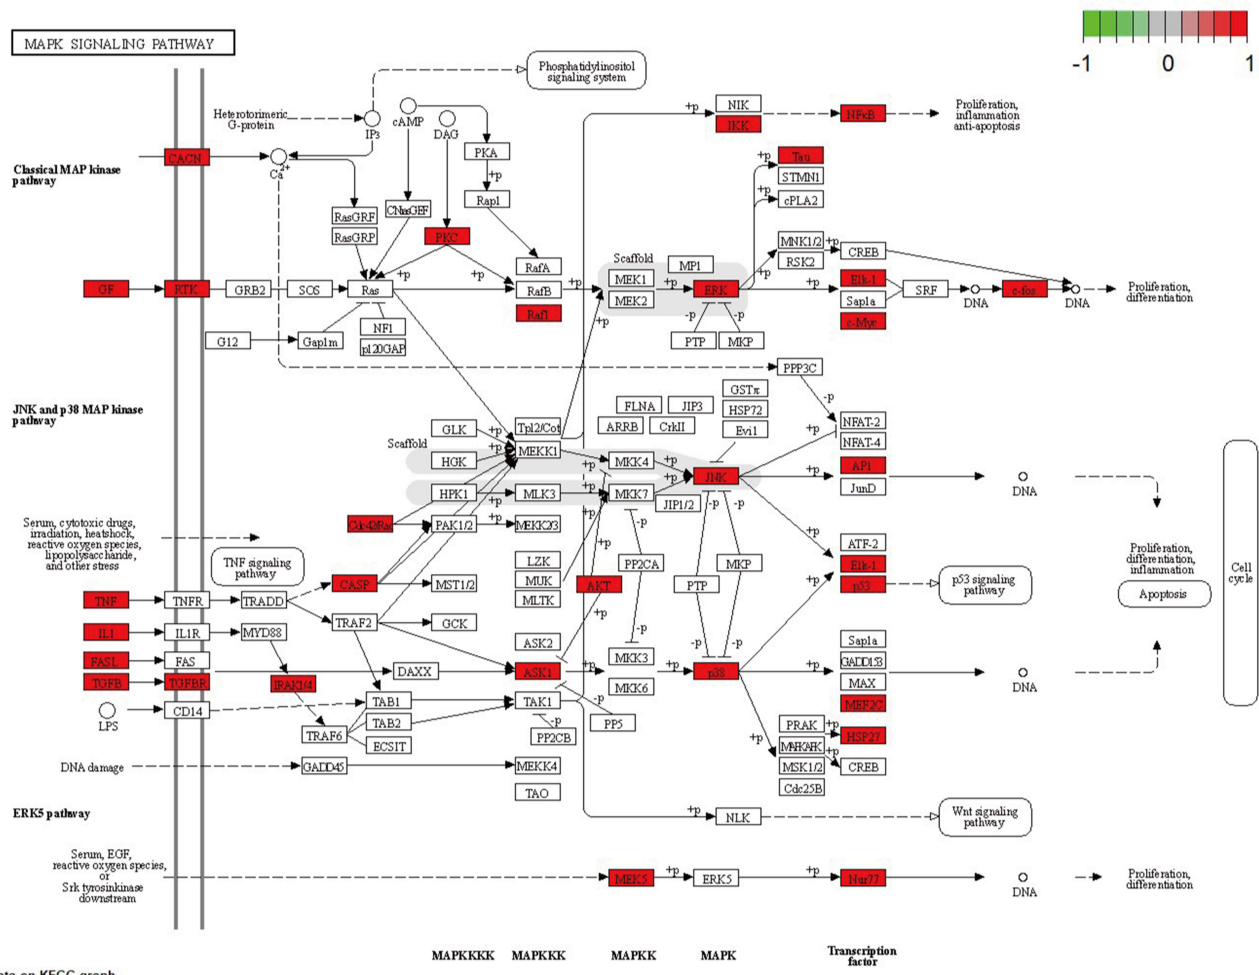 MAPK SIGNALING PATHWAY
-1 0 1
Phosphatidylinositol
signaling system
Heterotorimeric
G-protein
IP3
cAMP
DAG
NIK
IKK
+p
NFκB
Proliferation,
inflammation
anti-apoptosis
Classical MAP kinase
pathway
CACN
Ca2+
PKA
+p
Rap1
RasGRF
RasGRP
CNasGEF
PKC
Tau
STMN1
cPLA2
+p
+p
MNK1/2
RSK2
+p
CREB
GF
RTK
GRB2
SOS
Ras
+p
+p
RafA
RafB
Raf1
+p
Scaffold
MEK1
MEK2
MP1
+p
ERK
+p
+p
Elk-1
Sap1a
c-Myc
SRF
DNA
c-fos
DNA
Proliferation,
differentiation
G12
Gap1m
NF1
p120GAP
+p
-p
-p
PTP
MKP
PPP3C
-p
JNK and p38 MAP kinase
pathway
GLK
HGK
HPK1
Scaffold
+p
+p
+p
+p
Tpl2/Cot
MEKK1
MLK3
MEKK2/3
FLNA
JIP3
ARRB
CrkII
GSTπ
HSP72
Evi1
MKK4
MKK7
+p
+p
+p
+p
JNK
JIP1/2
NFAT-2
NFAT-4
AP1
JunD
+p
DNA
Cdc42/Rac
PAK1/2
+p
Serum, cytotoxic drugs,
irradiation, heatshock,
reactive oxygen species,
lipopolysaccharide,
and other stress
TNF signaling
pathway
CASP
MST1/2
LZK
MUK
MLTK
AKT
+p
+p
-p
PP2CA
-p
-p
MKP
PTP
+p
ATF-2
Elk-1
p53
+p
p53 signaling
pathway
Proliferation,
differentiation,
inflammation
Apoptosis
Cell
cycle
TNF
TNFR
TRADD
TRAF2
GCK
IL1
IL1R
MYD88
ASK2
ASK1
+p
-p
MKK3
MKK6
+p
-p
-p
p38
+p
Sap1a
GADD153
MAX
MEF2C
DNA
FASL
FAS
DAXX
TGFB
TGFBR
IRAK1/4
TAB1
TAB2
ECSIT
TAK1
-p
-p
PP2CB
PP5
LPS
CD14
TRAF6
PRAK
MAPKAPK
MSK1/2
Cdc25B
+p
+p
+p
HSP27
CREB
DNA damage
GADD45
MEKK4
TAO
ERK5 pathway
+p
NLK
Wnt signaling
pathway
Serum, EGF,
reactive oxygen species,
or
Srk tyrosinkinase
downstream
MEK5
+p
ERK5
+p
Nur77
DNA
Proliferation,
differentiation
MAPKKKK
MAPKKK
MAPKK
MAPK
Transcription
factor